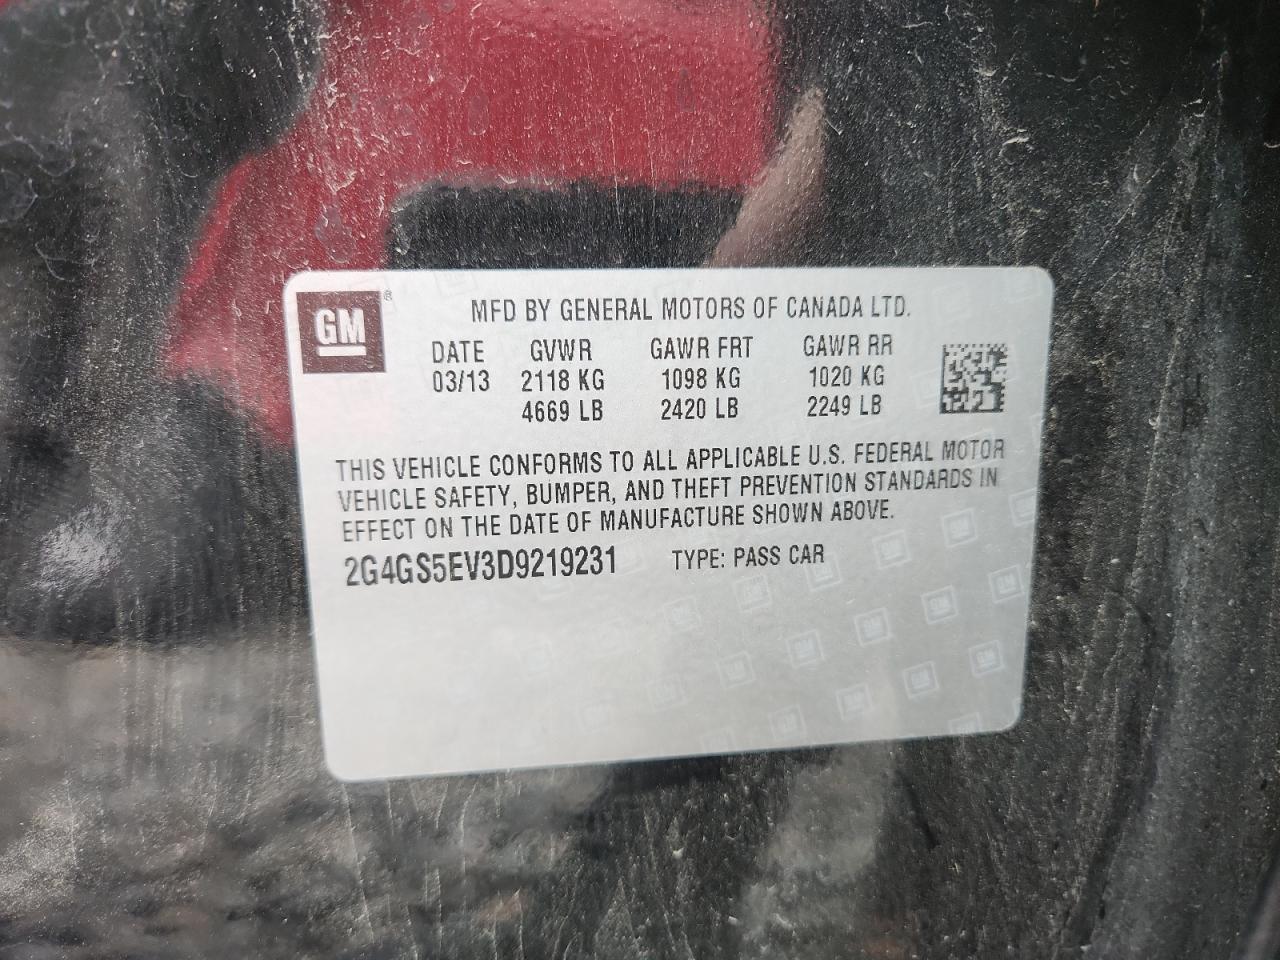 GM ®
MFD BY GENERAL MOTORS OF CANADA LTD.
DATE GVWR GAWR FRT GAWR RR
03/13 2118 KG 1098 KG 1020 KG
4669 LB 2420 LB 2249 LB
THIS VEHICLE CONFORMS TO ALL APPLICABLE U.S. FEDERAL MOTOR
VEHICLE SAFETY, BUMPER, AND THEFT PREVENTION STANDARDS IN
EFFECT ON THE DATE OF MANUFACTURE SHOWN ABOVE.
2G4GS5EV3D9219231 TYPE: PASS CAR